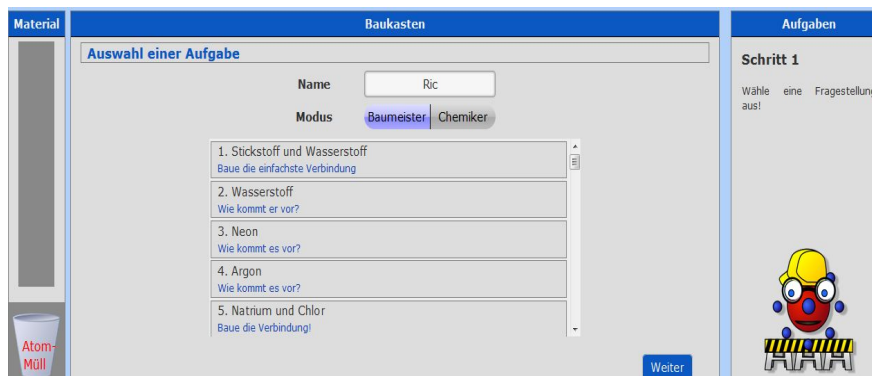 Material
Baukasten
Aufgaben
Auswahl einer Aufgabe
Name
Ric
Modus
Baumeister
Chemiker
1. Stickstoff und Wasserstoff
Baue die einfachste Verbindung
2. Wasserstoff
Wie kommt er vor?
3. Neon
Wie kommt es vor?
4. Argon
Wie kommt es vor?
5. Natrium und Chlor
Baue die Verbindung!
Weiter
Schritt 1
Wähle eine Fragestellung
aus!
Atom-
Müll